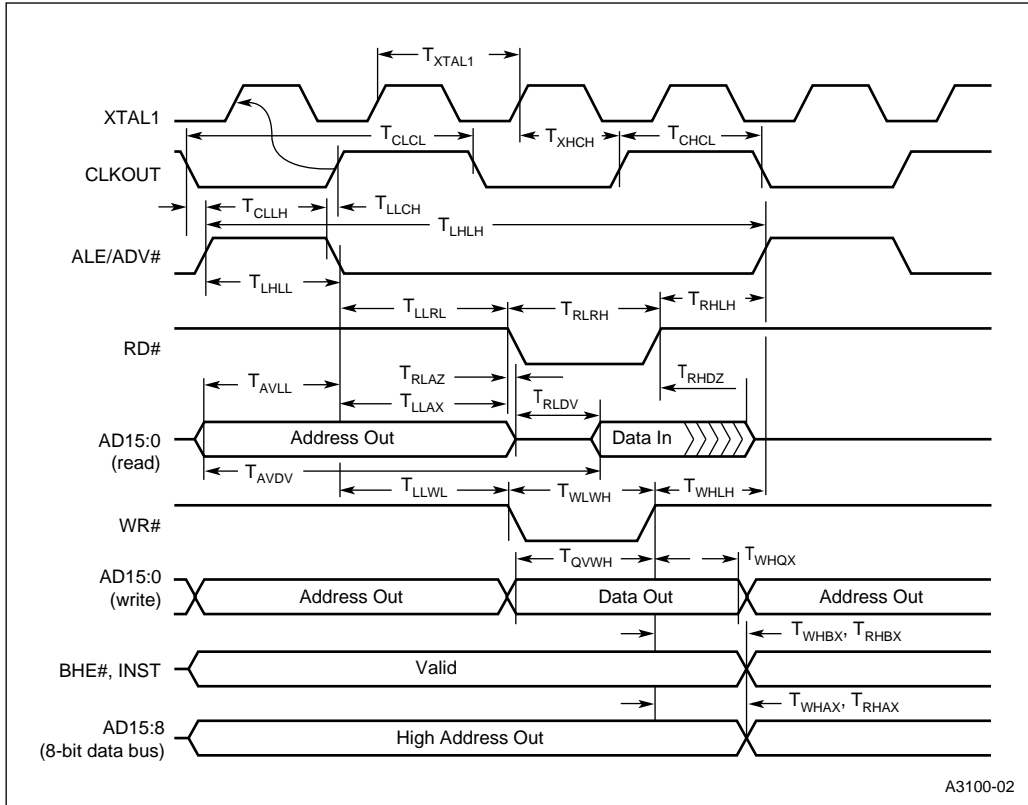 T_XTAL1
XTAL1
T_CLCL
T_XHCH
T_CHCL
CLKOUT
T_CLLH
T_LLCH
T_LHLH
ALE/ADV#
T_LHLL
T_LLRL
T_RLRH
T_RHLH
RD#
T_AVLL
T_RLAZ
T_RHDZ
T_LLAX
T_RLDV
AD15:0
(read)
Address Out
Data In
T_AVDV
T_LLWL
T_WLWH
T_WHLH
WR#
T_QVWH
T_WHQX
AD15:0
(write)
Address Out
Data Out
Address Out
T_WHBX, T_RHBX
BHE#, INST
Valid
T_WHAX, T_RHAX
AD15:8
(8-bit data bus)
High Address Out
A3100-02